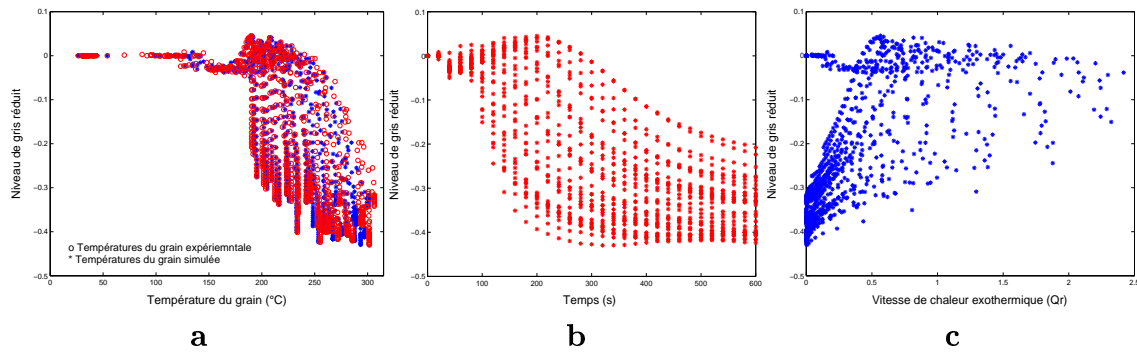 0.1
0
−0.1
−0.2
−0.3
−0.4
−0.5
Niveau de gris réduit
o Températures du grain expériemntale
* Températures du grain simulée
0 50 100 150 200 250 300
Température du grain (°C)
a
0.1
0
−0.1
−0.2
−0.3
−0.4
−0.5
Niveau de gris réduit
0 100 200 300 400 500 600
Temps (s)
b
0.1
0
−0.1
−0.2
−0.3
−0.4
−0.5
Niveau de gris réduit
0 0.5 1 1.5 2 2.5
Vitesse de chaleur exothermique (Qr)
c